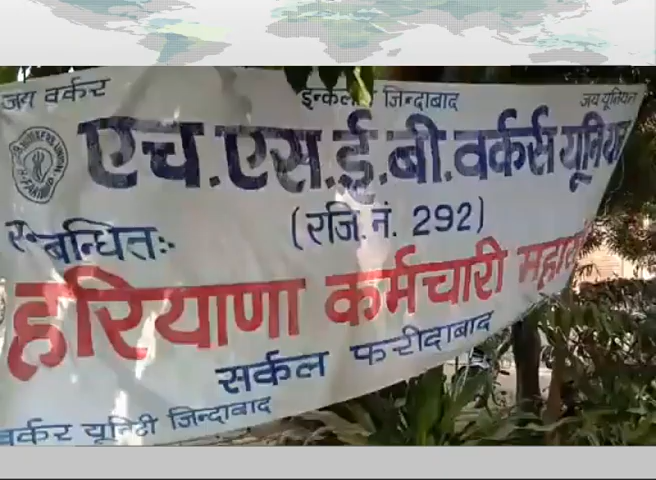 जय वर्कर इन्कलाब जिन्दाबाद जय यूनियन
एच.एस.ई.बी.वर्कर्स यूनियन
(रजि. नं. 292)
सम्बन्धितः-
हरियाणा कर्मचारी
सर्कल फरीदाबाद
वर्कर यूनिटी जिन्दाबाद